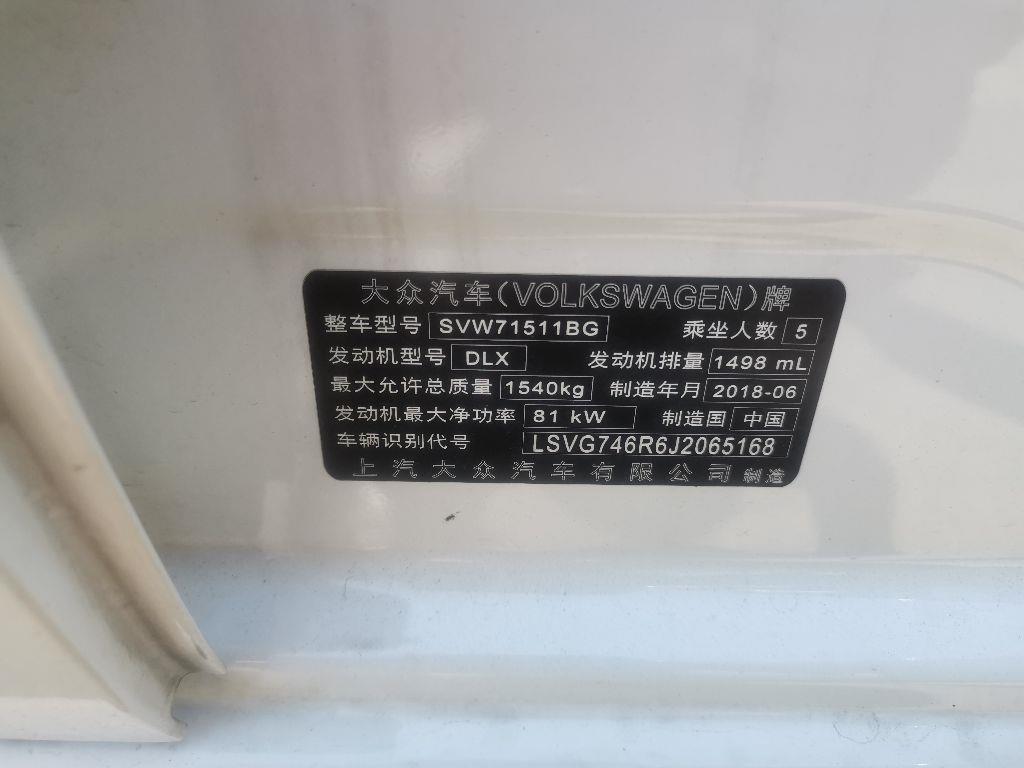 大众汽车(VOLKSWAGEN)牌
整车型号 SVW71511BG 乘坐人数 5
发动机型号 DLX 发动机排量 1498 mL
最大允许总质量 1540kg 制造年月 2018-06
发动机最大净功率 81 kW 制造国 中国
车辆识别代号 LSVG746R6J2065168
上汽大众汽车有限公司 制造